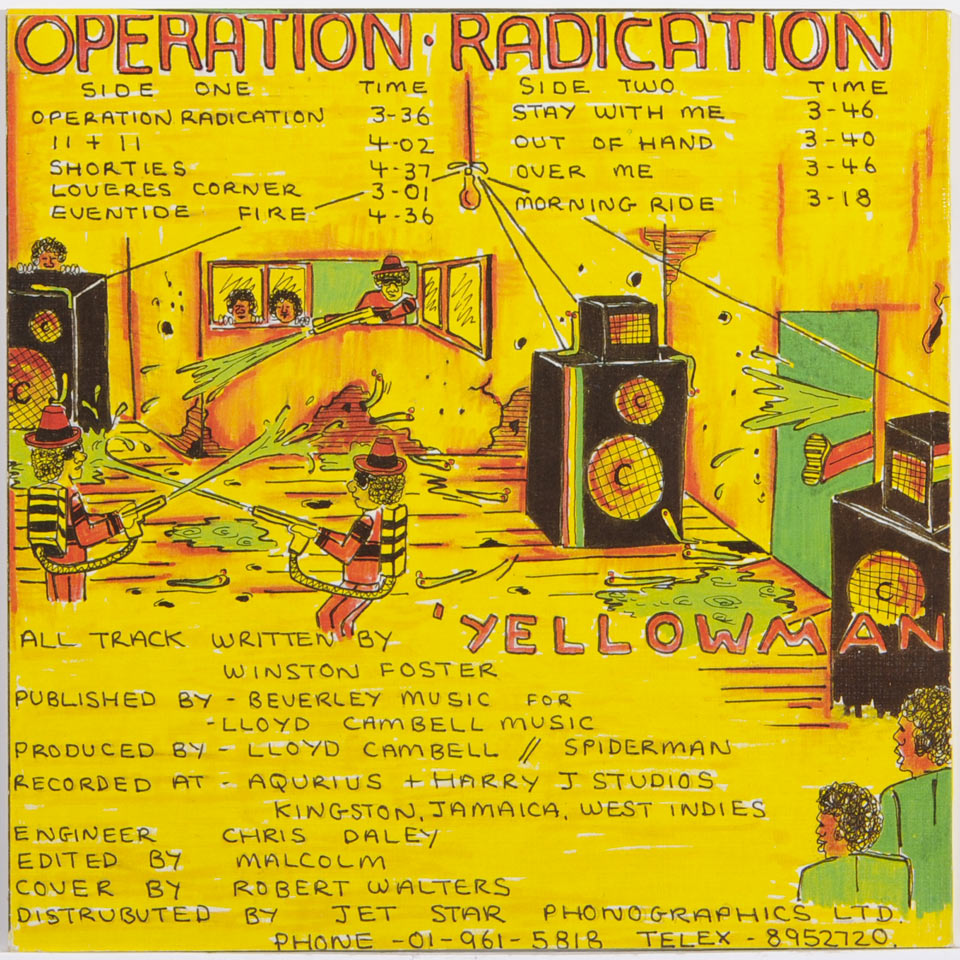 OPERATION · RADICATION
SIDE ONE TIME
OPERATION RADICATION 3-36
11 + 11 4-02
SHORTIES 4-37
LOVERES CORNER 3-01
EVENTIDE FIRE 4-36
SIDE TWO TIME
STAY WITH ME 3-46
OUT OF HAND 3-40
OVER ME 3-46
MORNING RIDE 3-18
C
C
C
C
C
'YELLOWMAN
ALL TRACK WRITTEN BY
WINSTON FOSTER
PUBLISHED BY - BEVERLEY MUSIC FOR
-LLOYD CAMBELL MUSIC
PRODUCED BY - LLOYD CAMBELL // SPIDERMAN
RECORDED AT - AQURIUS + HARRY J STUDIOS
KINGSTON, JAMAICA, WEST INDIES
ENGINEER CHRIS DALEY
EDITED BY MALCOLM
COVER BY ROBERT WALTERS
DISTRUBUTED BY JET STAR PHONOGRAPHICS LTD.
PHONE -01-961-5818 TELEX - 8952720.